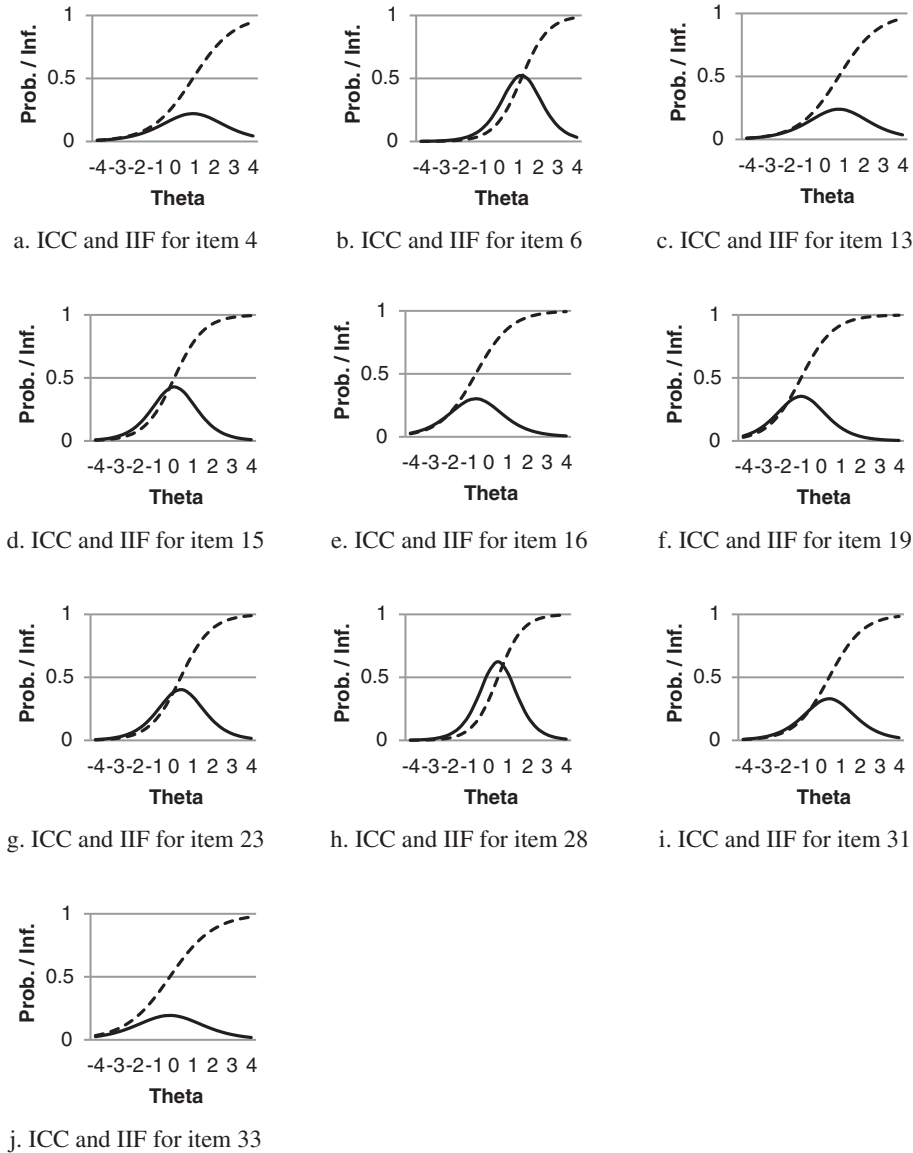 1
0.5
0
Prob. / Inf.
-4-3-2-1 0 1 2 3 4
Theta
a. ICC and IIF for item 4
1
0.5
0
Prob. / Inf.
-4-3-2-1 0 1 2 3 4
Theta
b. ICC and IIF for item 6
1
0.5
0
Prob. / Inf.
-4-3-2-1 0 1 2 3 4
Theta
c. ICC and IIF for item 13
1
0.5
0
Prob. / Inf.
-4-3-2-1 0 1 2 3 4
Theta
d. ICC and IIF for item 15
1
0.5
0
Prob. / Inf.
-4-3-2-1 0 1 2 3 4
Theta
e. ICC and IIF for item 16
1
0.5
0
Prob. / Inf.
-4-3-2-1 0 1 2 3 4
Theta
f. ICC and IIF for item 19
1
0.5
0
Prob. / Inf.
-4-3-2-1 0 1 2 3 4
Theta
g. ICC and IIF for item 23
1
0.5
0
Prob. / Inf.
-4-3-2-1 0 1 2 3 4
Theta
h. ICC and IIF for item 28
1
0.5
0
Prob. / Inf.
-4-3-2-1 0 1 2 3 4
Theta
i. ICC and IIF for item 31
1
0.5
0
Prob. / Inf.
-4-3-2-1 0 1 2 3 4
Theta
j. ICC and IIF for item 33